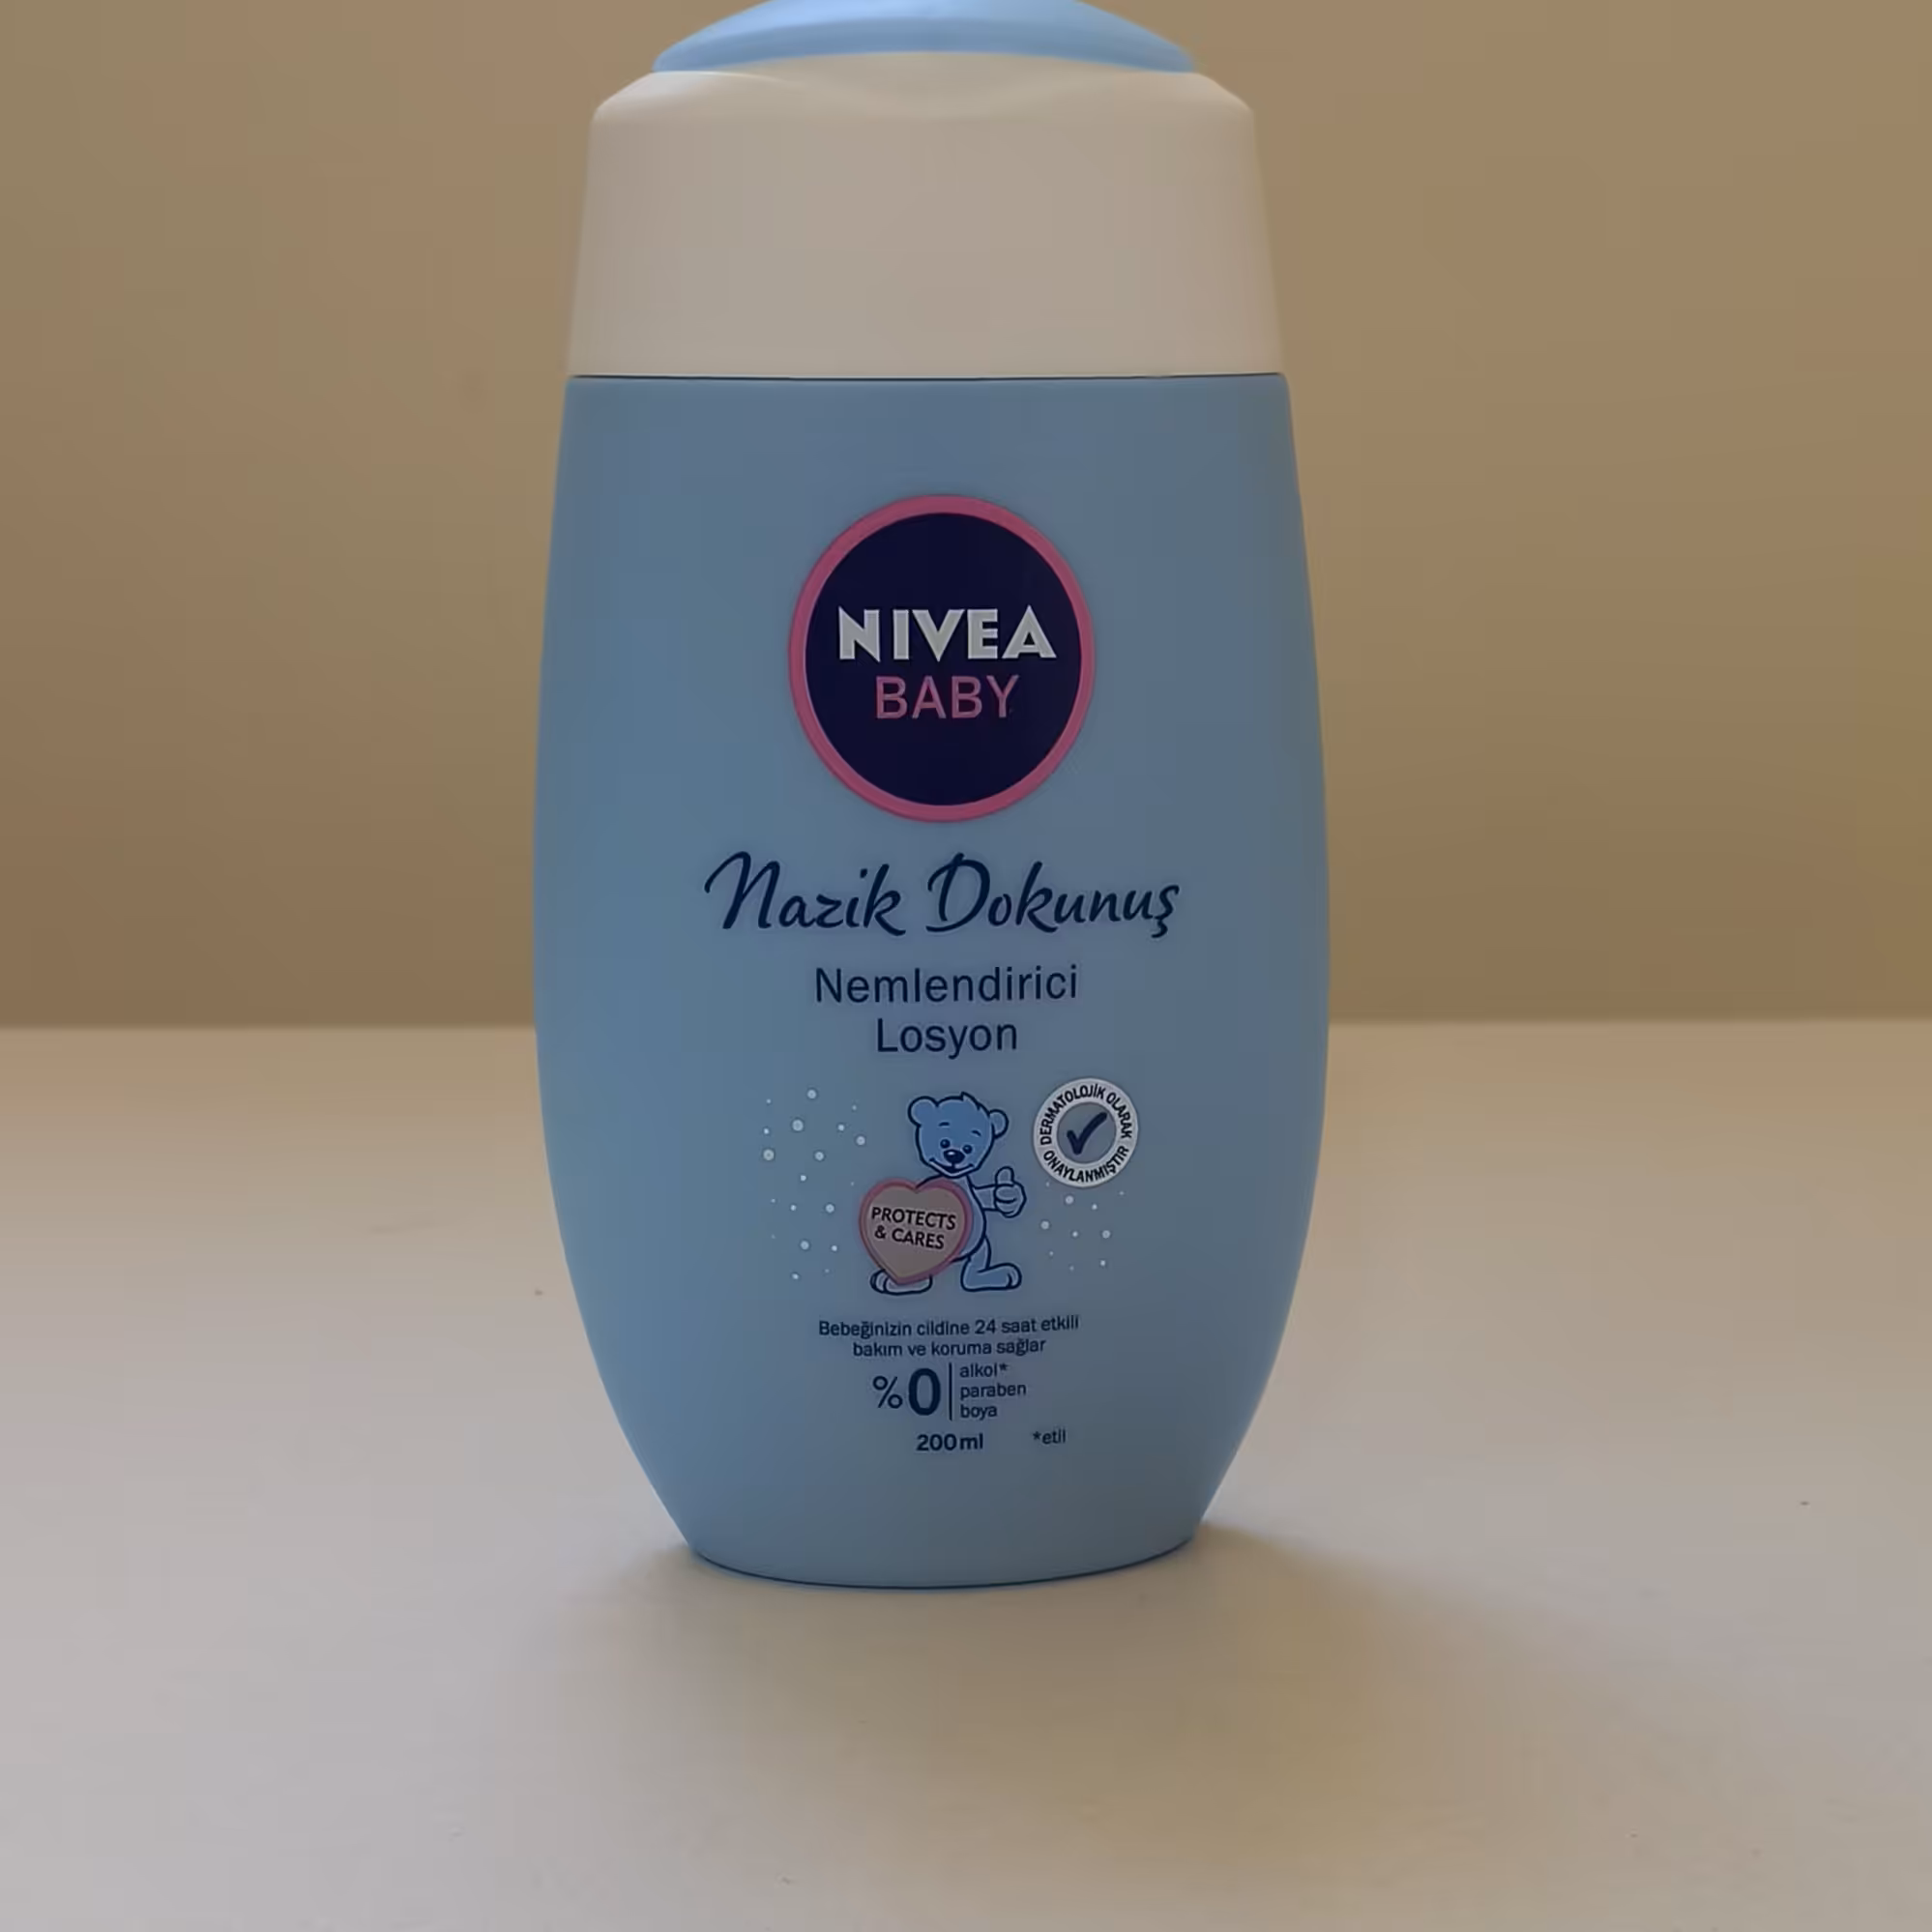 NIVEA
BABY
Nazik Dokunuş
Nemlendirici
Losyon
DERMATOLOJİK OLARAK
ONAYLANMIŞTIR
PROTECTS
& CARES
Bebeğinizin cildine 24 saat etkili
bakım ve koruma sağlar
%0
alkol*
paraben
boya
200ml
*etil